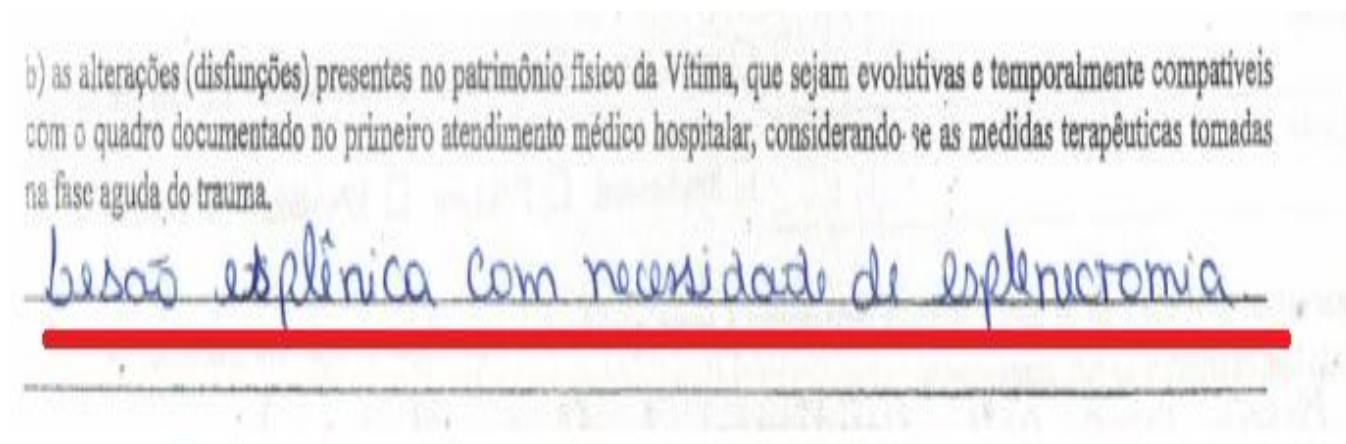 b) as alterações (disfunções) presentes no patrimônio físico da Vítima, que sejam evolutivas e temporalmente compatíveis
com o quadro documentado no primeiro atendimento médico hospitalar, considerando-se as medidas terapêuticas tomadas
na fase aguda do trauma.
Lesão esplênica com necessidade de esplenectomia.